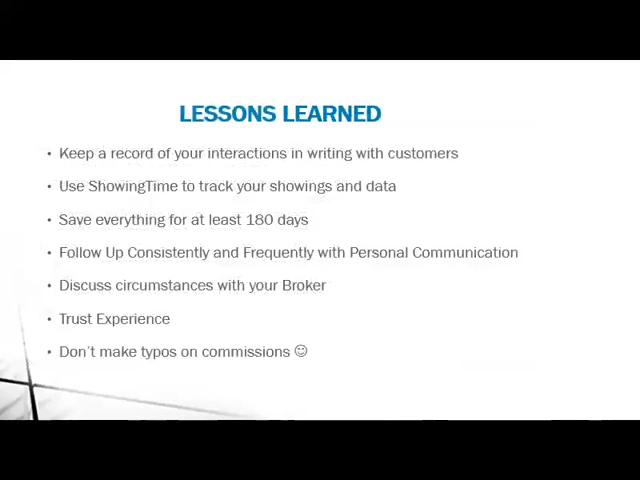 LESSONS LEARNED
• Keep a record of your interactions in writing with customers
• Use ShowingTime to track your showings and data
• Save everything for at least 180 days
• Follow Up Consistently and Frequently with Personal Communication
• Discuss circumstances with your Broker
• Trust Experience
• Don't make typos on commissions ☺